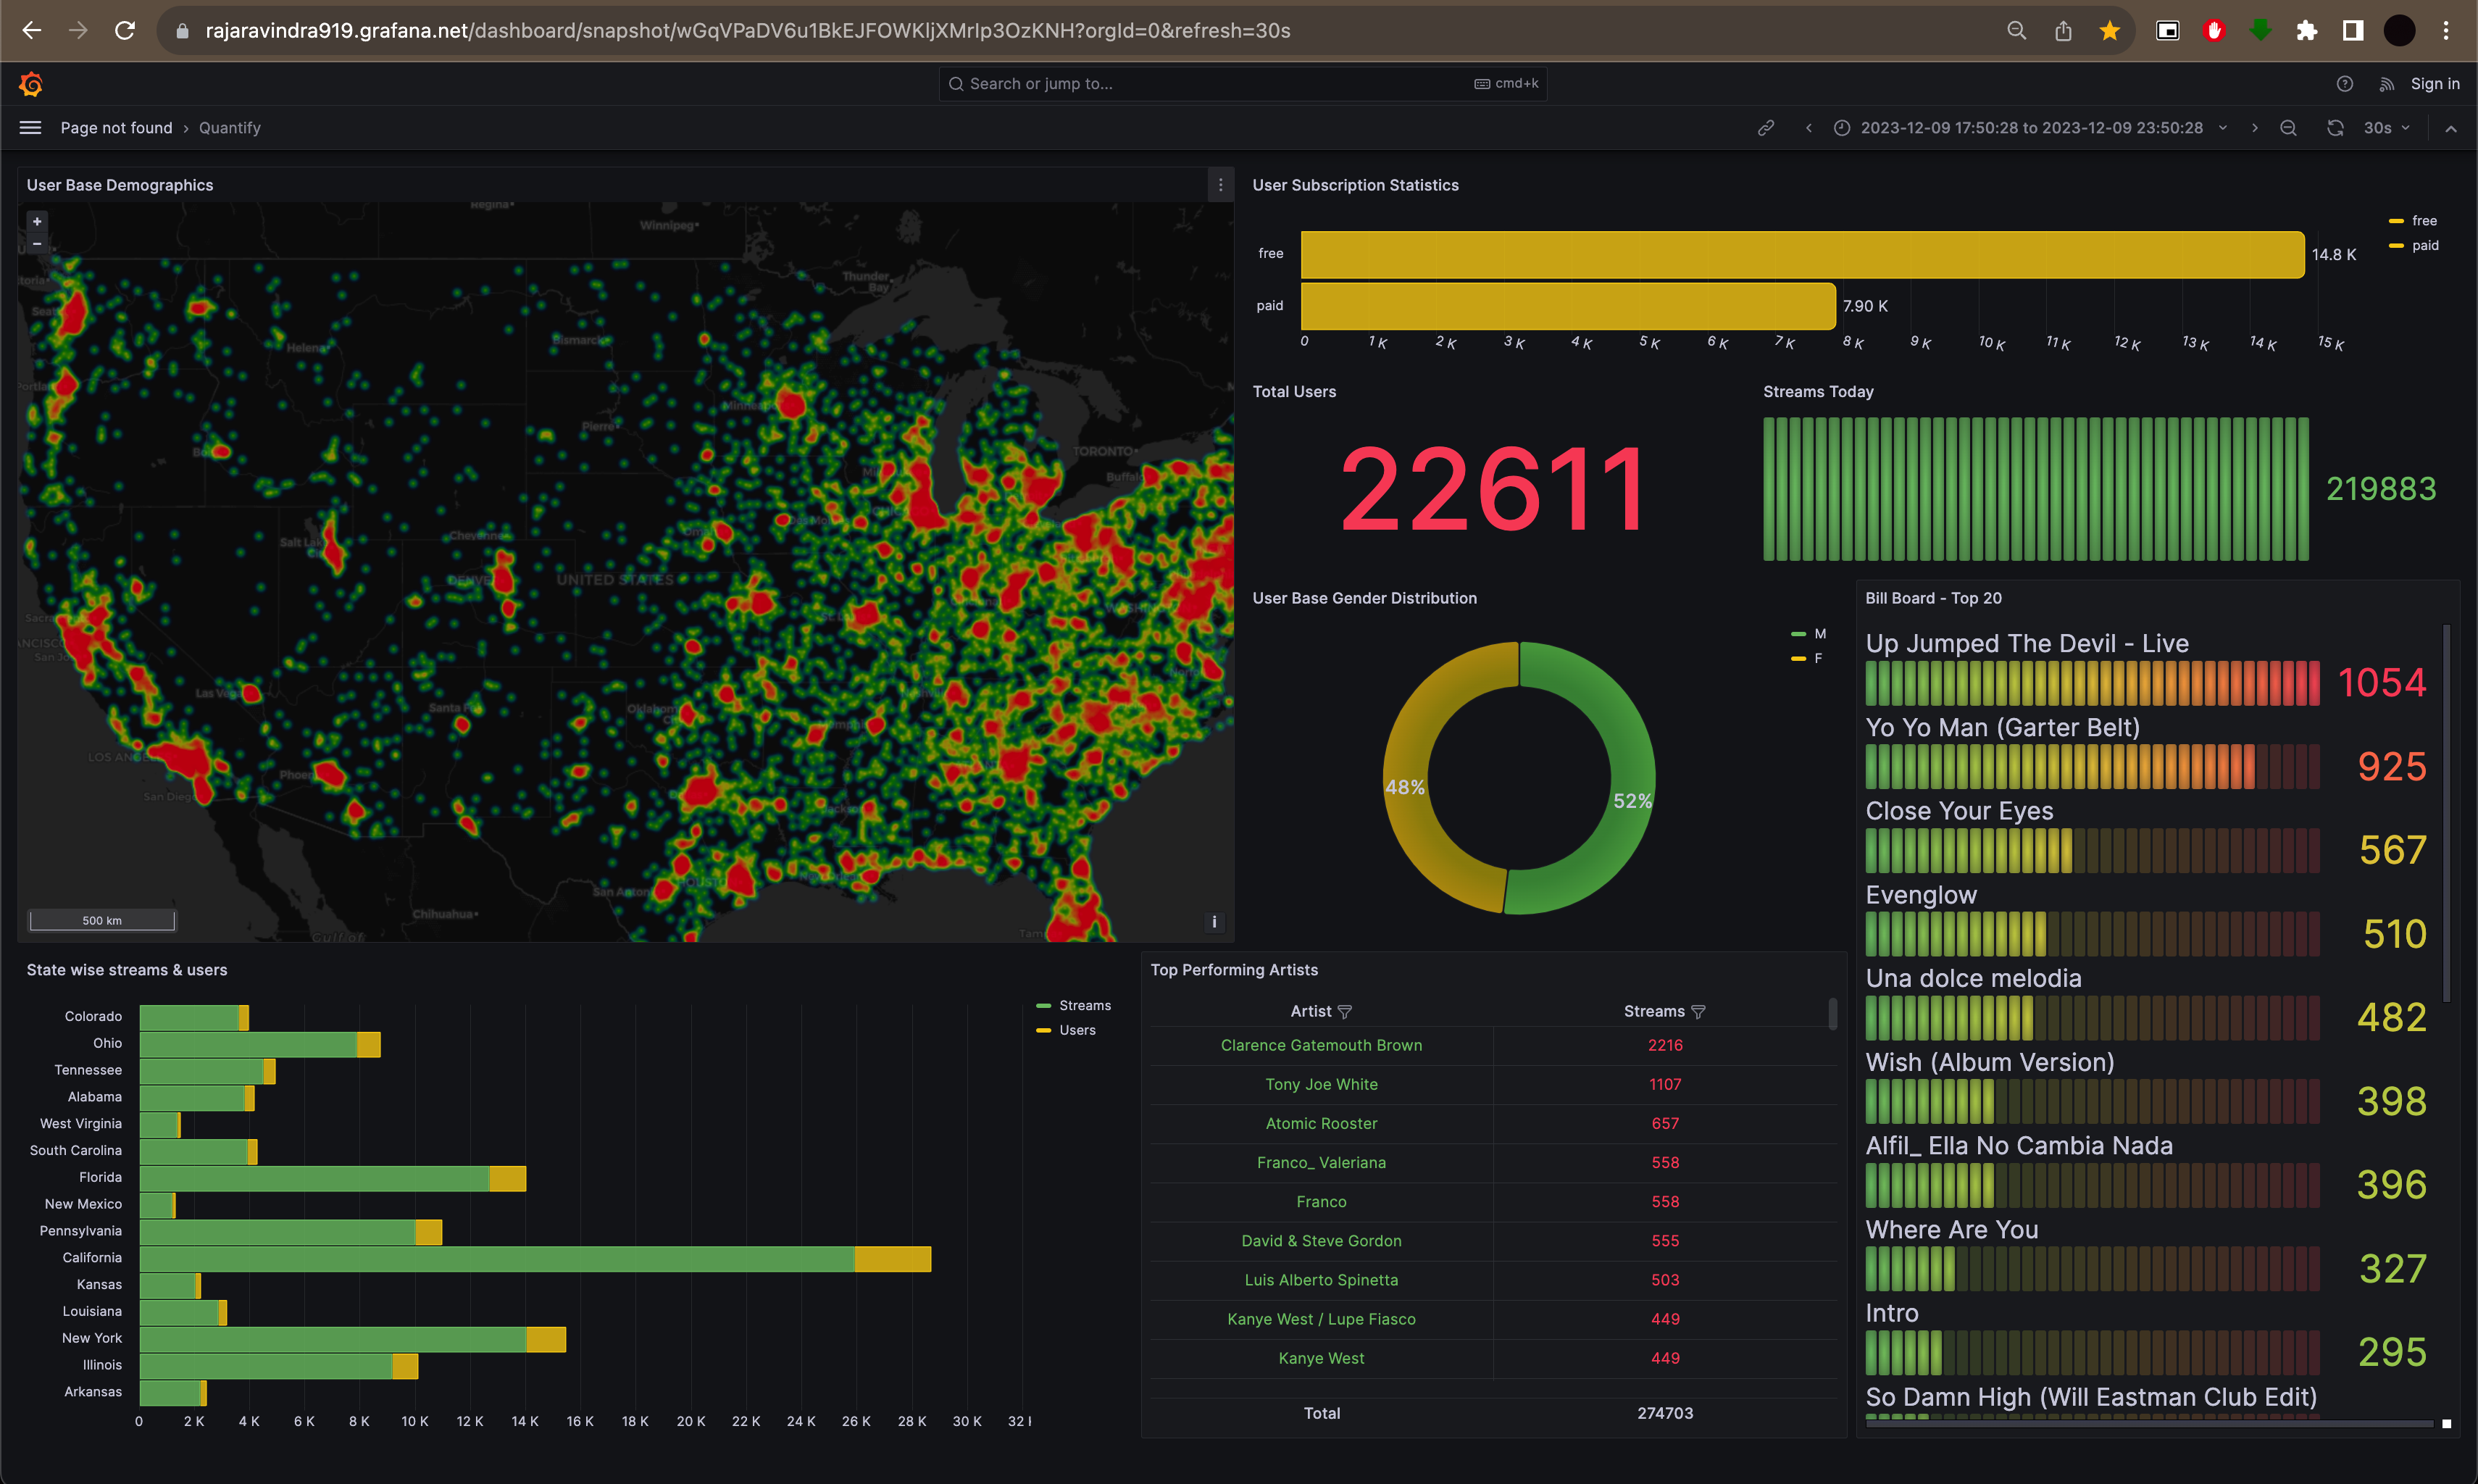 rajaravindra919.grafana.net/dashboard/snapshot/wGqVPaDV6u1BkEJFOWKljXMrIp3OzKNH?orgId=0&refresh=30s
Search or jump to...
cmd+k
Sign in
Page not found › Quantify
2023-12-09 17:50:28 to 2023-12-09 23:50:28
30s
User Base Demographics
+
−
Regina
Winnipeg
Thunder Bay
Helena
Bismarck
Pierre
TORONTO
Buffalo
Salt Lak
Cheyenne
UNITED STATES
Las Vega
Santa F
Oklahom
Memphis
LOS ANGEL
Phoe
San Dieg
San Anton
Chihuahua
Gulf of
500 km
i
User Subscription Statistics
free
paid
free
14.8 K
paid
7.90 K
0
1 K
2 K
3 K
4 K
5 K
6 K
7 K
8 K
9 K
10 K
11 K
12 K
13 K
14 K
15 K
Total Users
22611
Streams Today
219883
User Base Gender Distribution
M
F
48%
52%
Bill Board - Top 20
Up Jumped The Devil - Live
1054
Yo Yo Man (Garter Belt)
925
Close Your Eyes
567
Evenglow
510
Una dolce melodia
482
Wish (Album Version)
398
Alfil_ Ella No Cambia Nada
396
Where Are You
327
Intro
295
So Damn High (Will Eastman Club Edit)
State wise streams & users
Streams
Users
Colorado
Ohio
Tennessee
Alabama
West Virginia
South Carolina
Florida
New Mexico
Pennsylvania
California
Kansas
Louisiana
New York
Illinois
Arkansas
0
2 K
4 K
6 K
8 K
10 K
12 K
14 K
16 K
18 K
20 K
22 K
24 K
26 K
28 K
30 K
32
Top Performing Artists
Artist
Streams
Clarence Gatemouth Brown
2216
Tony Joe White
1107
Atomic Rooster
657
Franco_ Valeriana
558
Franco
558
David & Steve Gordon
555
Luis Alberto Spinetta
503
Kanye West / Lupe Fiasco
449
Kanye West
449
Total
274703